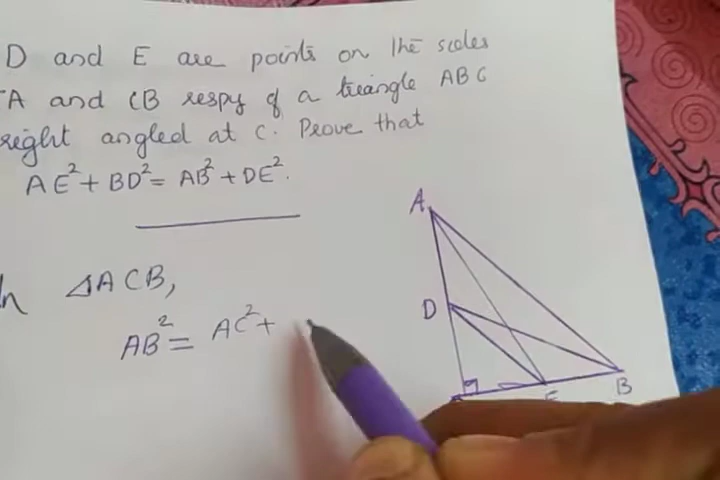 D and E are points on the sides
A and CB respy of a triangle ABC
right angled at C. Prove that
AE² + BD² = AB² + DE².
In ΔACB,
AB² = AC² +
A
D
E
B